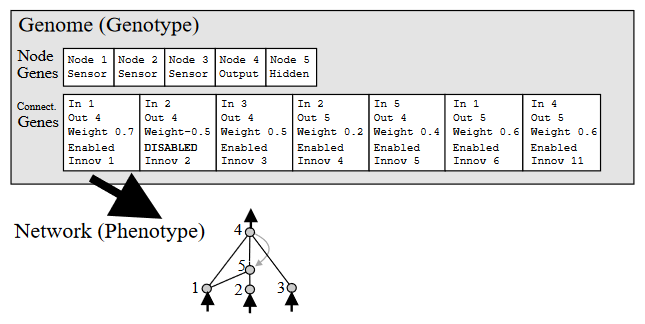 Genome (Genotype)
Node Genes
Node 1 Sensor
Node 2 Sensor
Node 3 Sensor
Node 4 Output
Node 5 Hidden
Connect. Genes
In 1
Out 4
Weight 0.7
Enabled
Innov 1
In 2
Out 4
Weight-0.5
DISABLED
Innov 2
In 3
Out 4
Weight 0.5
Enabled
Innov 3
In 2
Out 5
Weight 0.2
Enabled
Innov 4
In 5
Out 4
Weight 0.4
Enabled
Innov 5
In 1
Out 5
Weight 0.6
Enabled
Innov 6
In 4
Out 5
Weight 0.6
Enabled
Innov 11
Network (Phenotype)
4
5
1
2
3